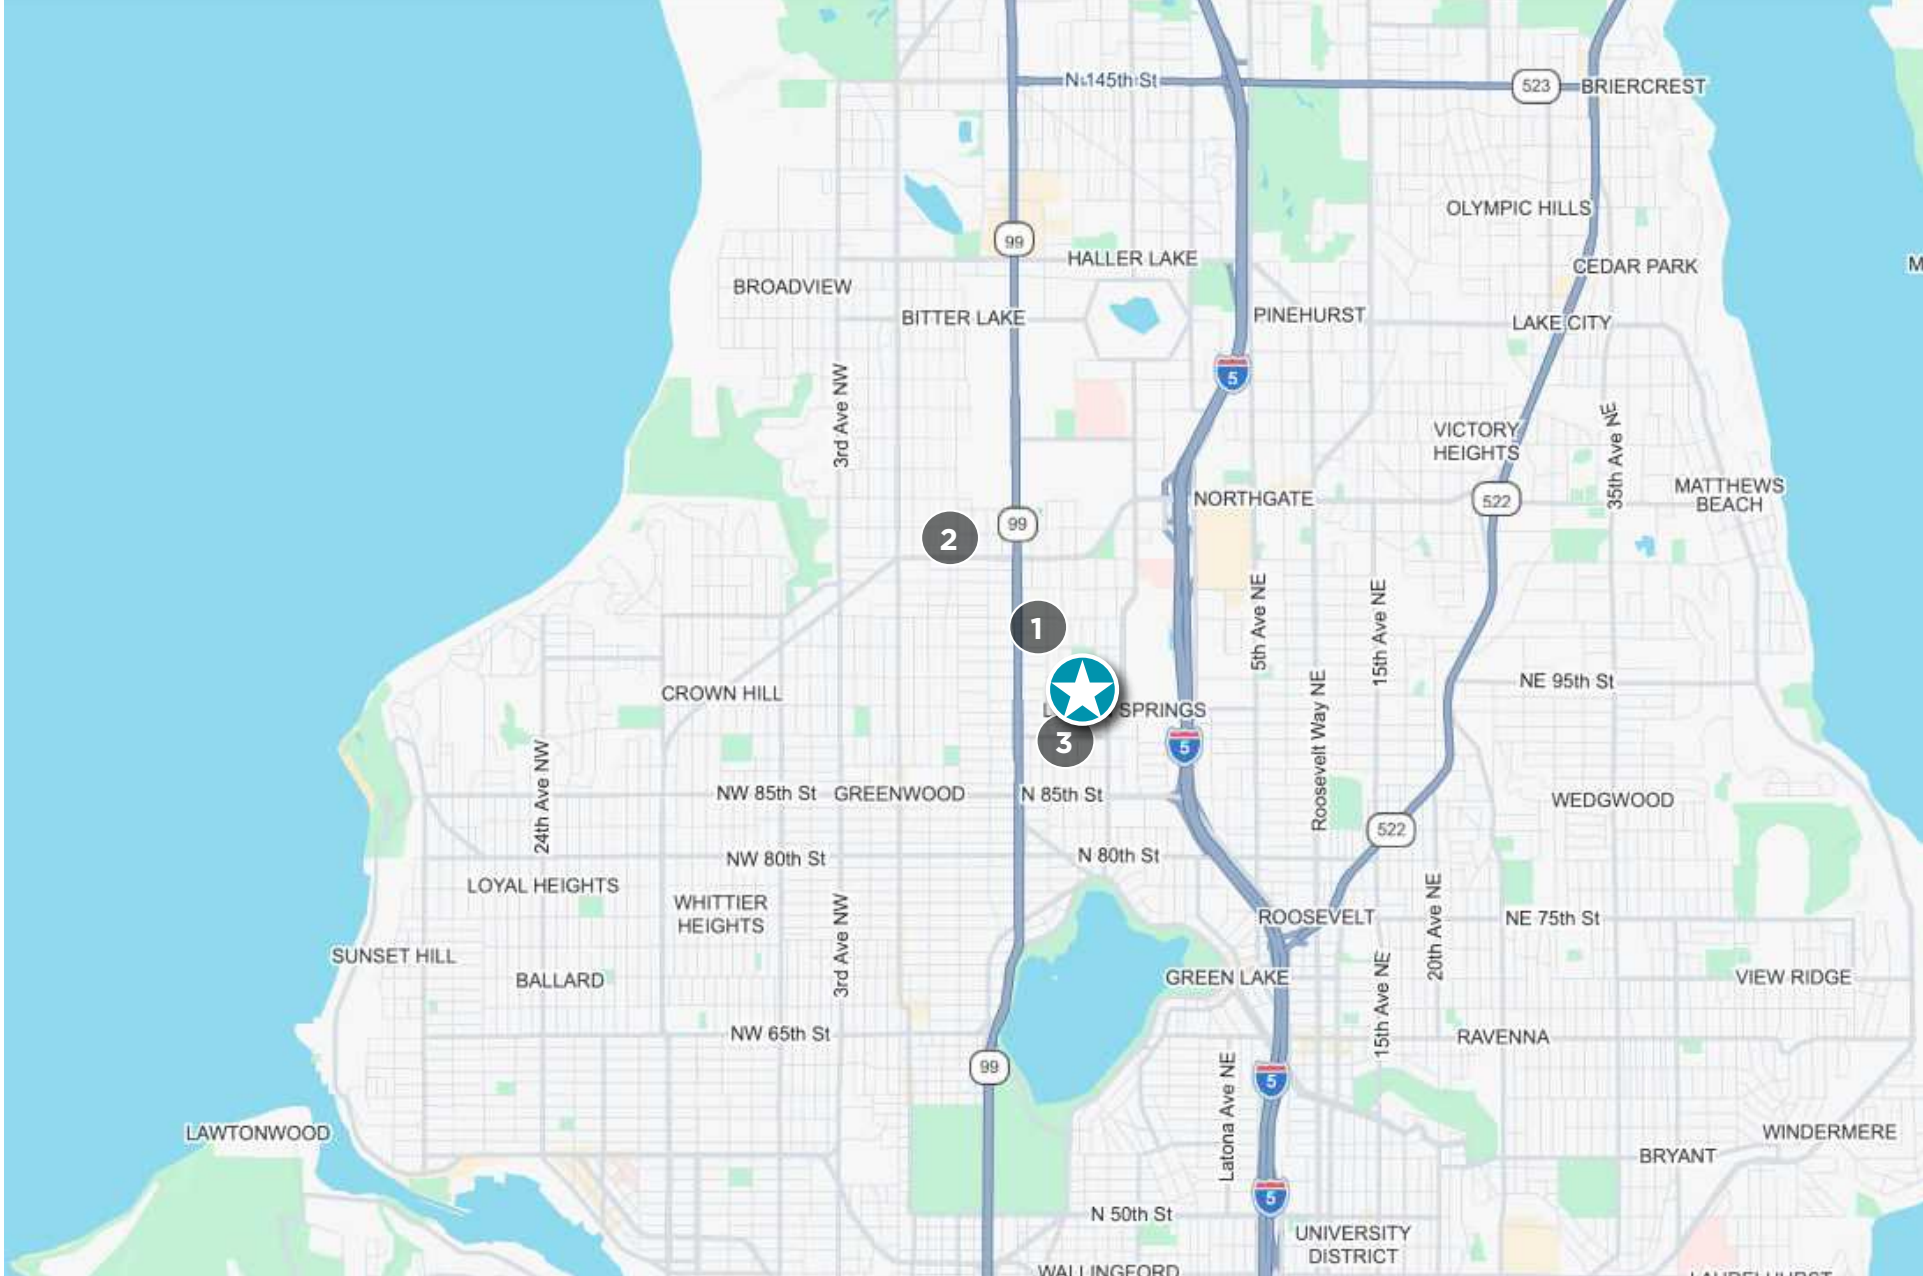 N 145th St
523
BRIERCREST
OLYMPIC HILLS
99
HALLER LAKE
CEDAR PARK
M
BROADVIEW
BITTER LAKE
PINEHURST
LAKE CITY
5
3rd Ave NW
35th Ave NE
VICTORY
HEIGHTS
MATTHEWS
BEACH
NORTHGATE
522
99
2
5th Ave NE
15th Ave NE
1
NE 95th St
CROWN HILL
SPRINGS
Roosevelt Way NE
3
5
24th Ave NW
NW 85th St
GREENWOOD
N 85th St
WEDGWOOD
522
NW 80th St
N 80th St
LOYAL HEIGHTS
WHITTIER
HEIGHTS
3rd Ave NW
20th Ave NE
ROOSEVELT
NE 75th St
SUNSET HILL
BALLARD
GREEN LAKE
VIEW RIDGE
15th Ave NE
NW 65th St
RAVENNA
99
5
Latona Ave NE
LAWTONWOOD
WINDERMERE
BRYANT
5
N 50th St
UNIVERSITY
DISTRICT
WALLINGFORD
LAURELHURST